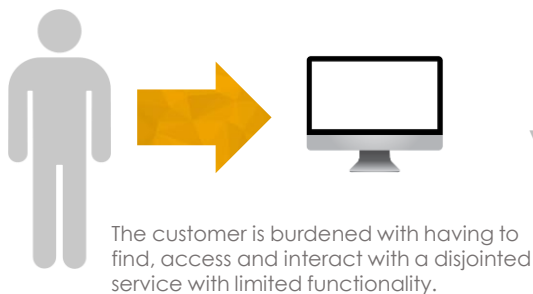 The customer is burdened with having to
find, access and interact with a disjointed
service with limited functionality.